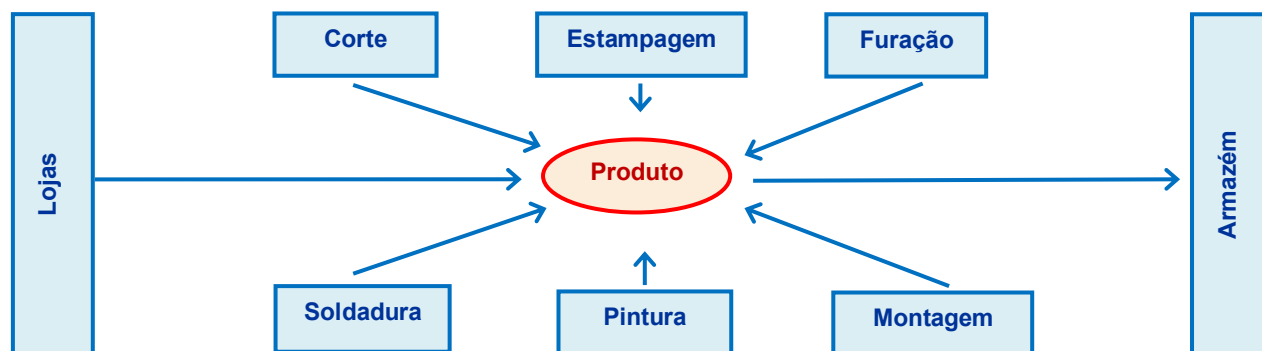 Lojas
Corte
Estampagem
Furação
Produto
Armazém
Soldadura
Pintura
Montagem